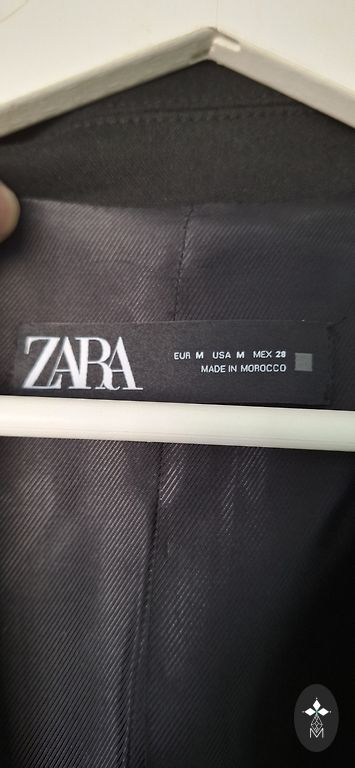 ZARA
EUR M USA M MEX 28
MADE IN MOROCCO
M